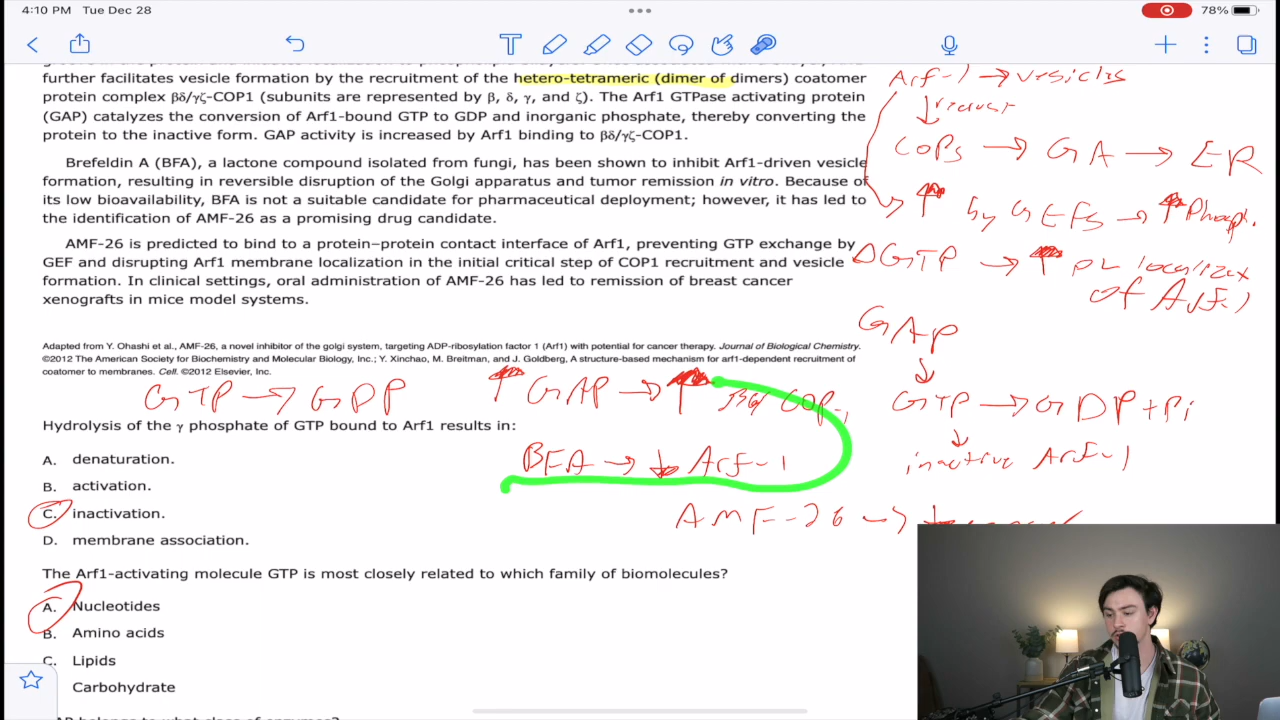 4:10 PM Tue Dec 28
78%
further facilitates vesicle formation by the recruitment of the hetero-tetrameric (dimer of dimers) coatomer
protein complex βδ/γζ-COP1 (subunits are represented by β, δ, γ, and ζ). The Arf1 GTPase activating protein
(GAP) catalyzes the conversion of Arf1-bound GTP to GDP and inorganic phosphate, thereby converting the
protein to the inactive form. GAP activity is increased by Arf1 binding to βδ/γζ-COP1.
Brefeldin A (BFA), a lactone compound isolated from fungi, has been shown to inhibit Arf1-driven vesicle
formation, resulting in reversible disruption of the Golgi apparatus and tumor remission in vitro. Because of
its low bioavailability, BFA is not a suitable candidate for pharmaceutical deployment; however, it has led to
the identification of AMF-26 as a promising drug candidate.
AMF-26 is predicted to bind to a protein–protein contact interface of Arf1, preventing GTP exchange by
GEF and disrupting Arf1 membrane localization in the initial critical step of COP1 recruitment and vesicle
formation. In clinical settings, oral administration of AMF-26 has led to remission of breast cancer
xenografts in mice model systems.
Adapted from Y. Ohashi et al., AMF-26, a novel inhibitor of the golgi system, targeting ADP-ribosylation factor 1 (Arf1) with potential for cancer therapy. Journal of Biological Chemistry.
©2012 The American Society for Biochemistry and Molecular Biology, Inc.; Y. Xinchao, M. Breitman, and J. Goldberg, A structure-based mechanism for arf1-dependent recruitment
of coatomer to membranes. Cell. ©2012 Elsevier, Inc.
Arf-1 → vesicles
↓ recruit
COPs → GA → ER
↑ by GEFs → ↑ Phosph.
ΔGTP → ↑ localizex
of Arf-1
GAP
↓
GTP → GDP + Pi
↓
inactive Arf-1
GTP → GDP
↑ GAP → ↑ COP-1
BFA → ↓ Arf-1
AMF-26 → ↓
Hydrolysis of the γ phosphate of GTP bound to Arf1 results in:
A. denaturation.
B. activation.
C. inactivation.
D. membrane association.
The Arf1-activating molecule GTP is most closely related to which family of biomolecules?
A. Nucleotides
B. Amino acids
C. Lipids
Carbohydrate